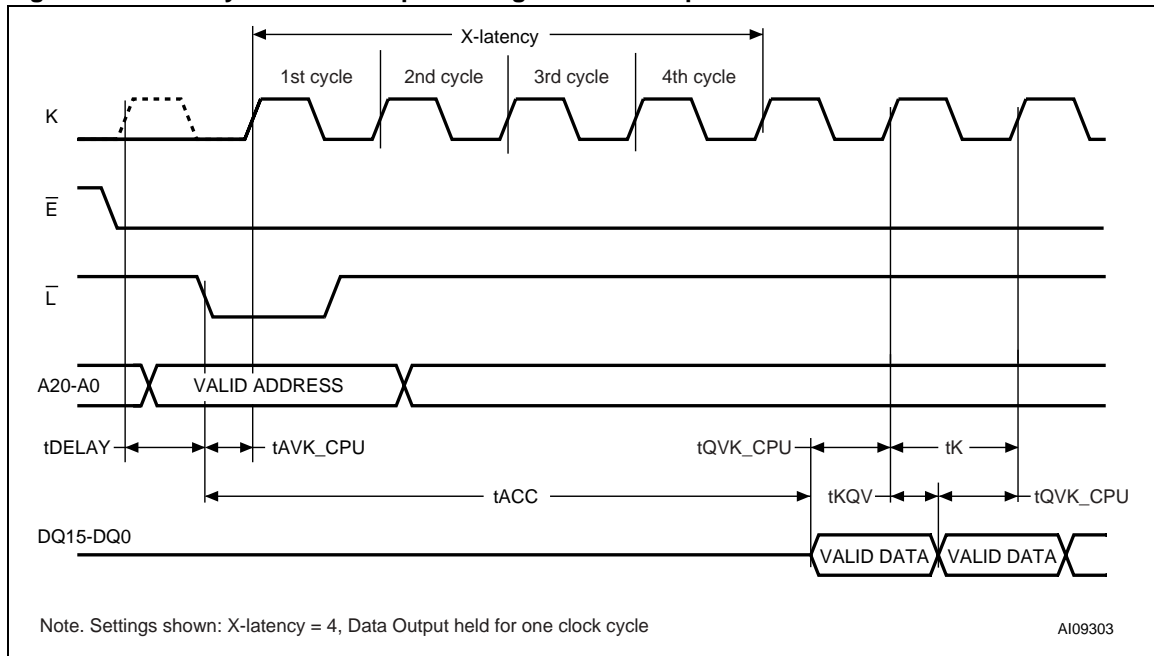 X-latency
1st cycle 2nd cycle 3rd cycle 4th cycle
K
E
L
A20-A0 VALID ADDRESS
tDELAY tAVK_CPU tQVK_CPU tK
tACC tKQV tQVK_CPU
DQ15-DQ0
VALID DATA VALID DATA
Note. Settings shown: X-latency = 4, Data Output held for one clock cycle AI09303